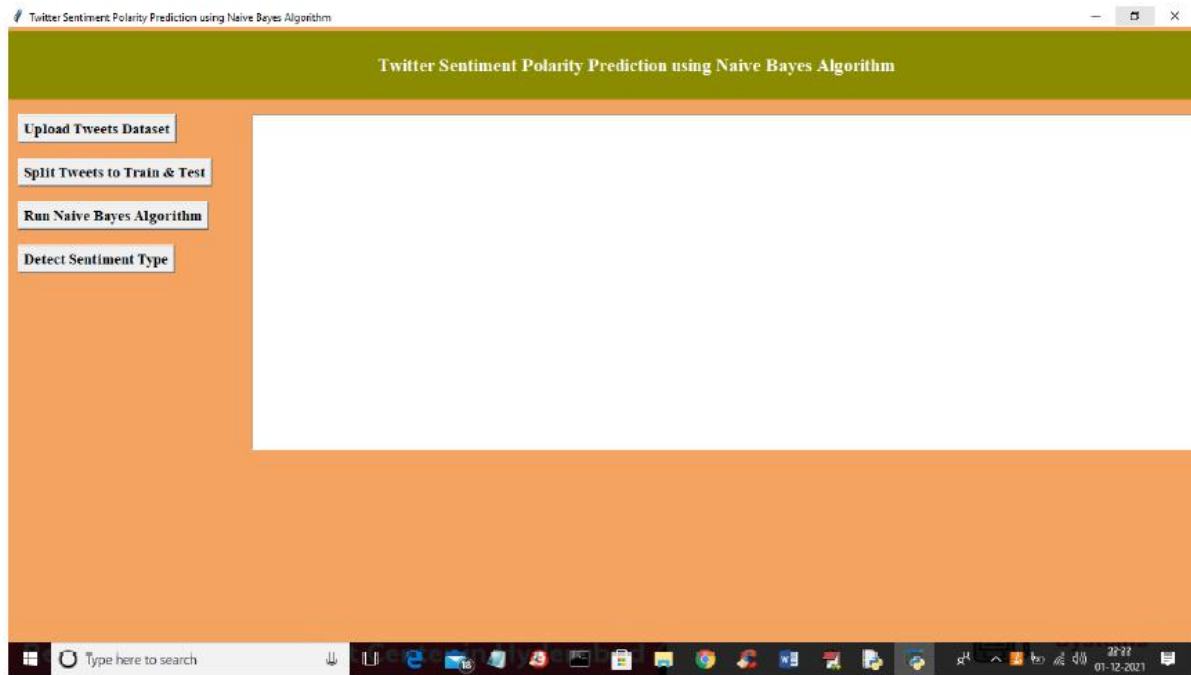 Twitter Sentiment Polarity Prediction using Naive Bayes Algorithm
Twitter Sentiment Polarity Prediction using Naive Bayes Algorithm
Upload Tweets Dataset
Split Tweets to Train & Test
Run Naive Bayes Algorithm
Detect Sentiment Type
Type here to search
18
01-12-2021